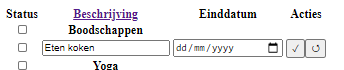 Status Beschrijving Einddatum Acties
Boodschappen
Eten koken dd/mm/yyyy ✓ ↺
Yoga